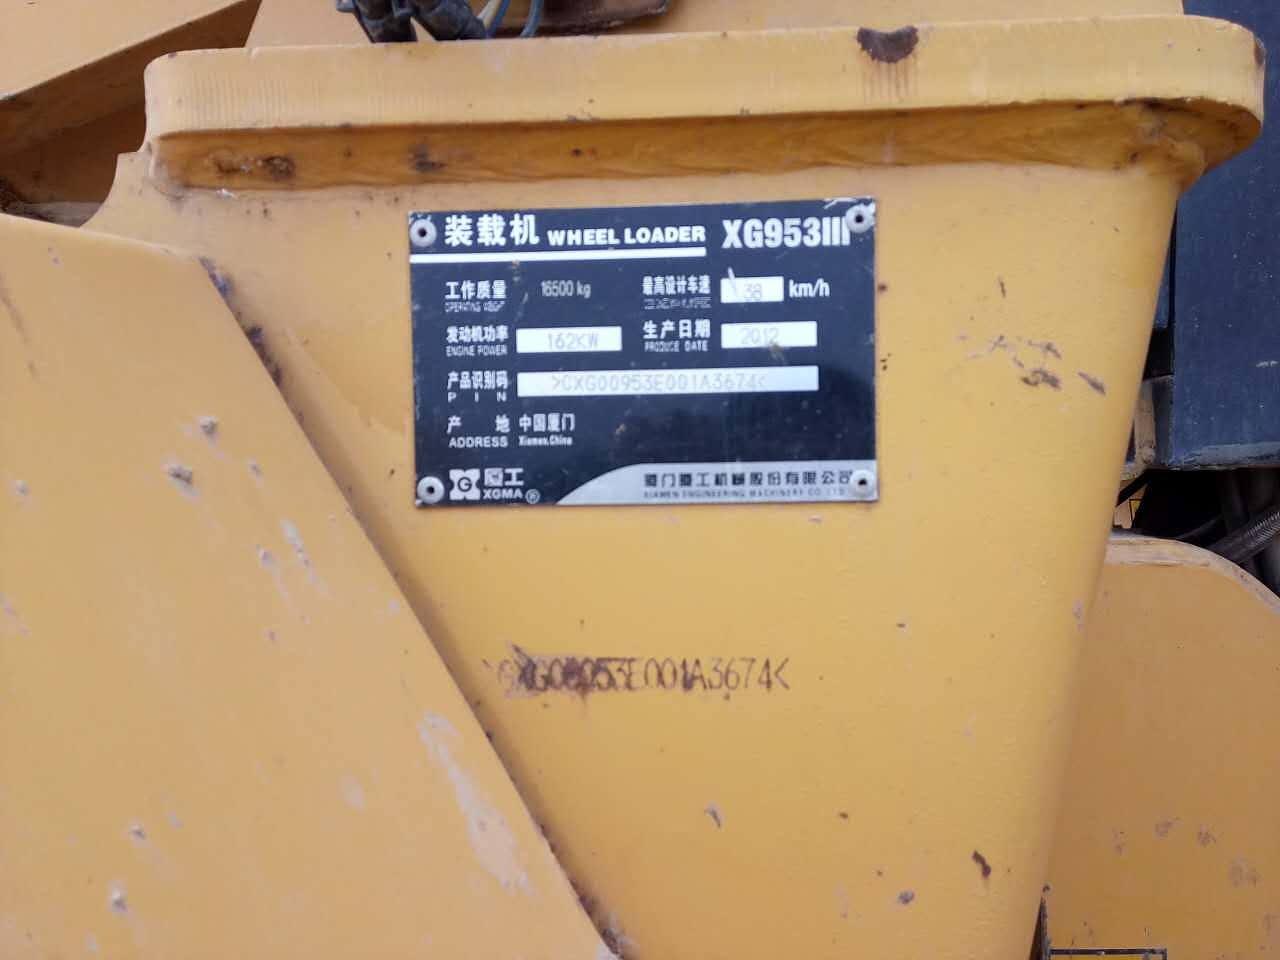 装载机 WHEEL LOADER XG953III
工作质量 16500 kg 最高设计车速 38 km/h
OPERATING WEIGHT
发动机功率 162KW 生产日期 2012
ENGINE POWER PRODUCE DATE
产品识别码 >CXG00953E001A3674<
PIN
产地 中国厦门
ADDRESS Xiamen,China
G 厦工 厦门厦工机械股份有限公司
XGMA ® XIAMEN ENGINEERING MACHINERY CO LTD
CXG00953E001A3674<